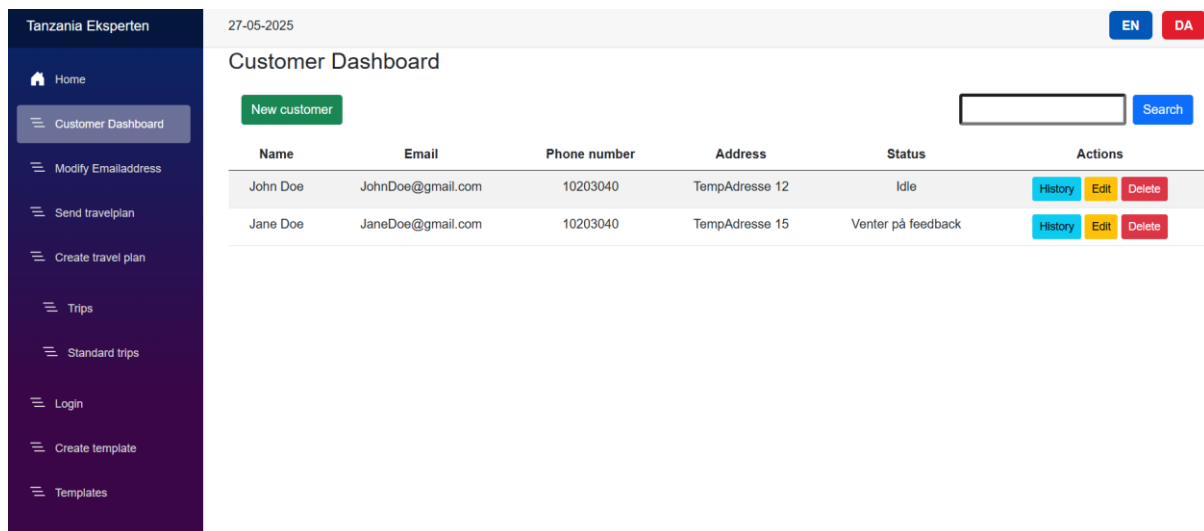 Tanzania Eksperten
27-05-2025
EN
DA
Home
Customer Dashboard
Modify Emailaddress
Send travelplan
Create travel plan
Trips
Standard trips
Login
Create template
Templates
Customer Dashboard
New customer
Search
Name Email Phone number Address Status Actions
John Doe JohnDoe@gmail.com 10203040 TempAdresse 12 Idle History Edit Delete
Jane Doe JaneDoe@gmail.com 10203040 TempAdresse 15 Venter på feedback History Edit Delete